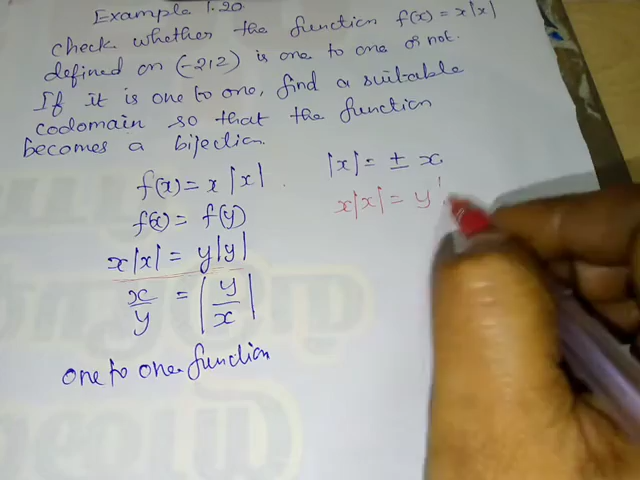 Example 1.20
check whether the function f(x) = x|x|
defined on (-2,2) is one to one or not.
If it is one to one, find a suitable
codomain so that the function
becomes a bijection.
f(x) = x |x| .
f(x) = f(y)
x|x| = y|y|
x/y = |y/x|
one to one function
|x| = ± x.
x|x| = y